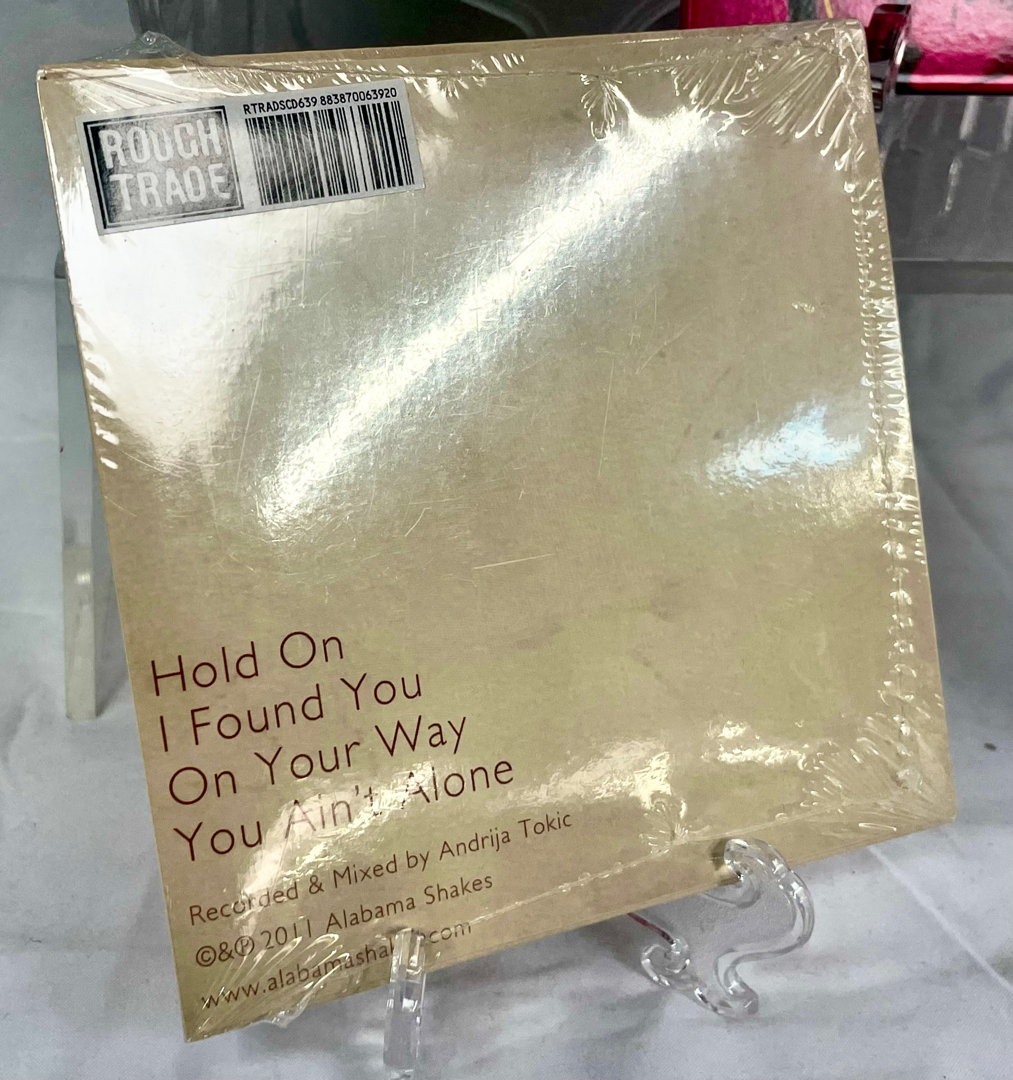 ROUGH
TRADE
RTRADSCD639 883870063920
Hold On
I Found You
On Your Way
You Ain't Alone
Recorded & Mixed by Andrija Tokic
©&℗ 2011 Alabama Shakes
www.alabamashakes.com